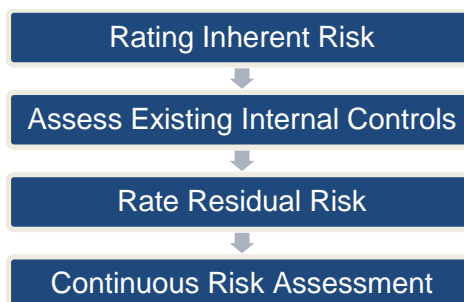 Rating Inherent Risk
Assess Existing Internal Controls
Rate Residual Risk
Continuous Risk Assessment